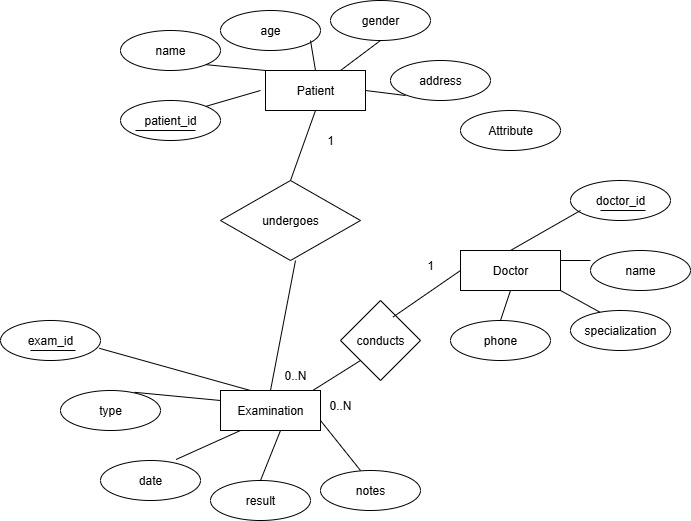 gender
age
name
address
Patient
patient_id
Attribute
1
doctor_id
undergoes
1
Doctor
name
specialization
exam_id
conducts
phone
0..N
0..N
type
Examination
date
notes
result